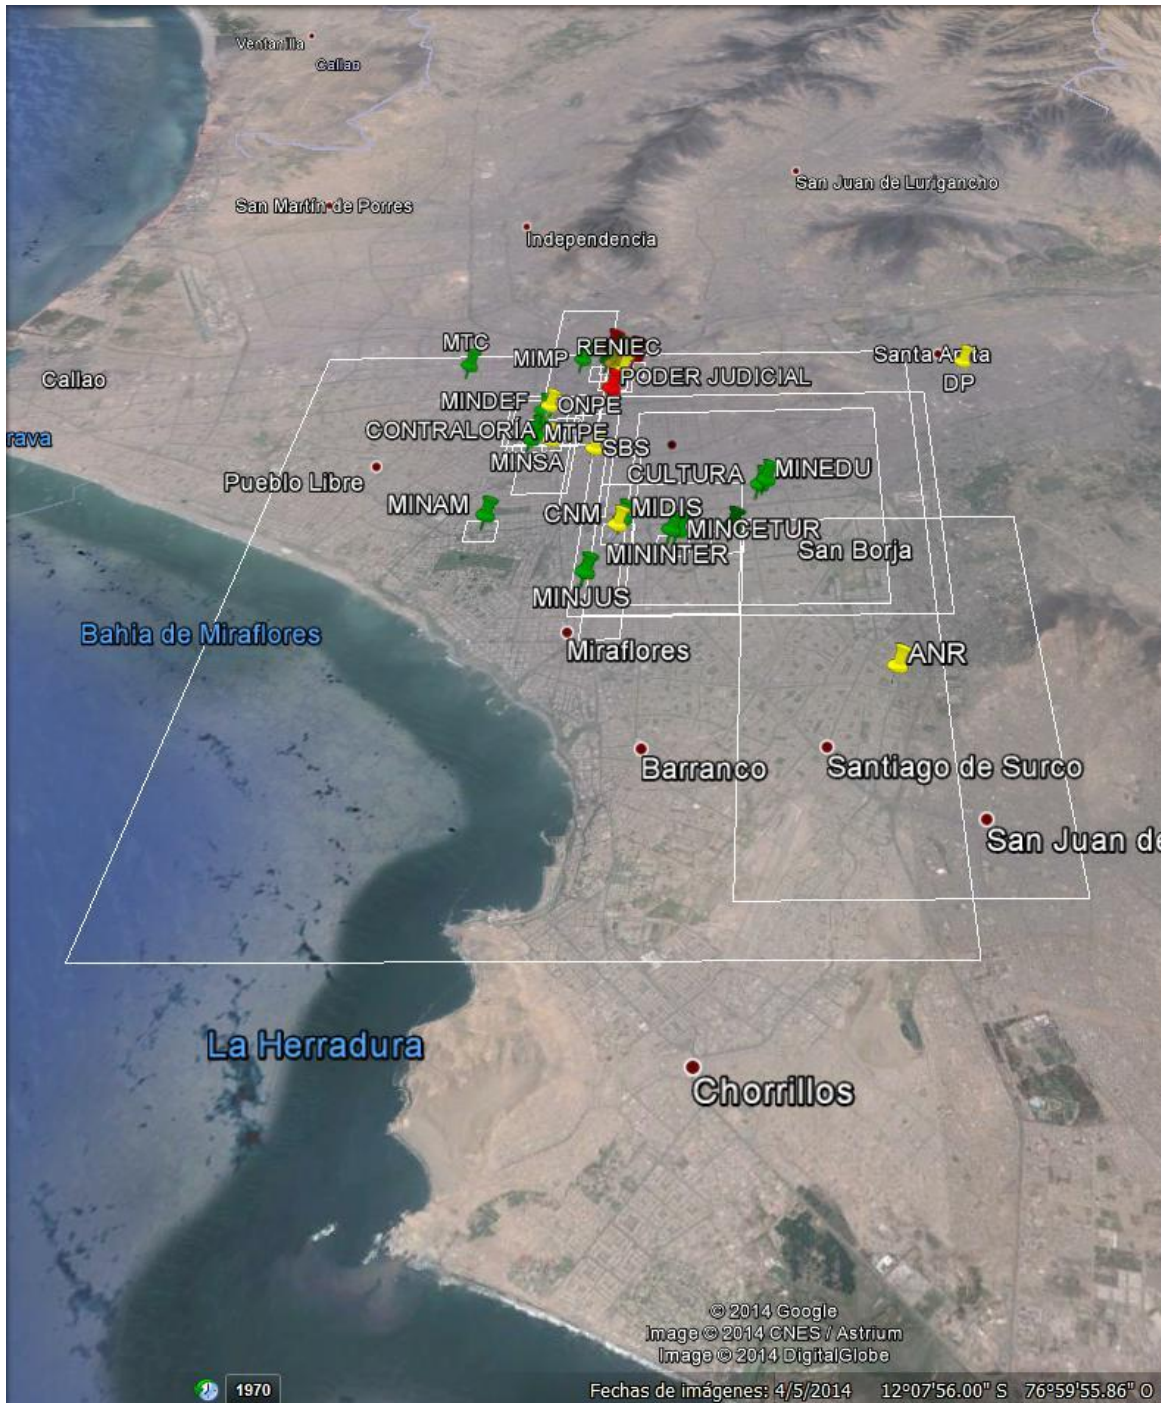 Ventanilla
Callao
San Juan de Lurigancho
San Martín de Porres
Independencia
MTC
MIMP
RENIEC
Santa Anita
Callao
PODER JUDICIAL
DP
MINDEF
ONPE
CONTRALORÍA
MTPE
rava
SBS
MINSA
CULTURA
MINEDU
Pueblo Libre
MINAM
CNM
MIDIS
MINCETUR
MININTER
San Borja
MINJUS
Bahia de Miraflores
Miraflores
ANR
Barranco
Santiago de Surco
San Juan de
La Herradura
Chorrillos
© 2014 Google
Image © 2014 CNES / Astrium
Image © 2014 DigitalGlobe
1970
Fechas de imágenes: 4/5/2014 12°07'56.00" S 76°59'55.86" O